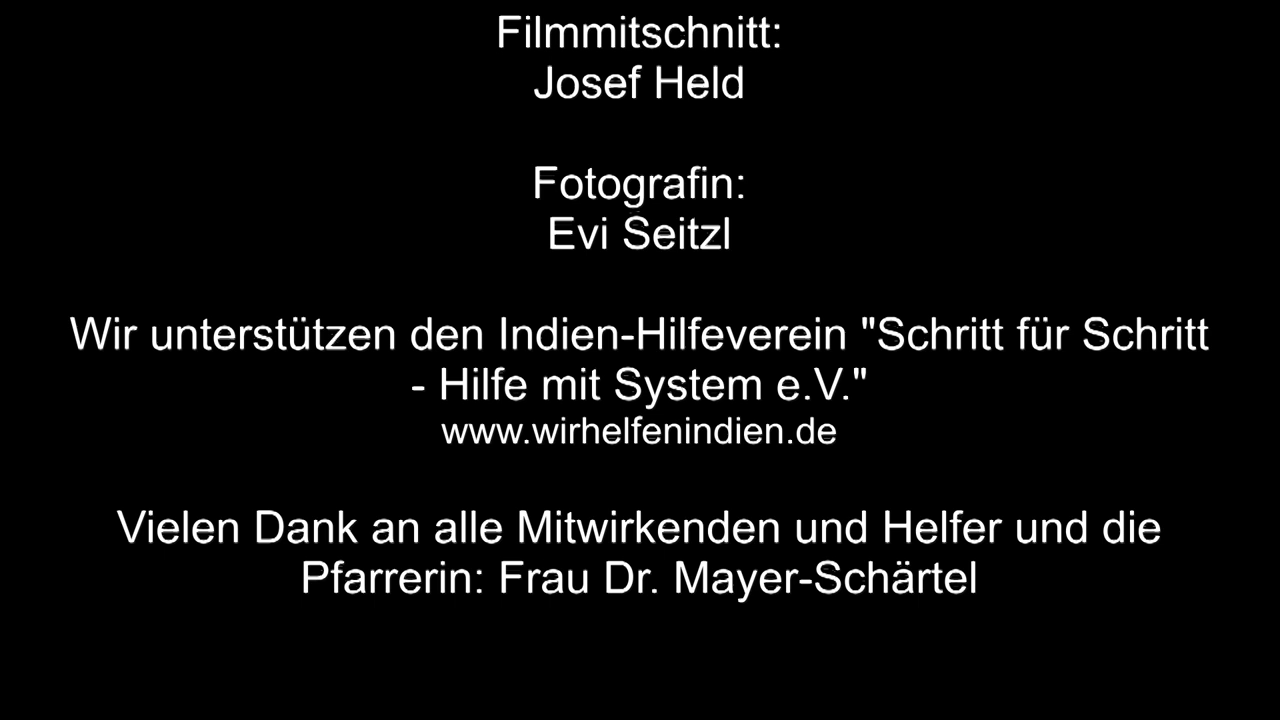 Filmmitschnitt:
Josef Held
Fotografin:
Evi Seitzl
Wir unterstützen den Indien-Hilfeverein "Schritt für Schritt
- Hilfe mit System e.V."
www.wirhelfenindien.de
Vielen Dank an alle Mitwirkenden und Helfer und die
Pfarrerin: Frau Dr. Mayer-Schärtel